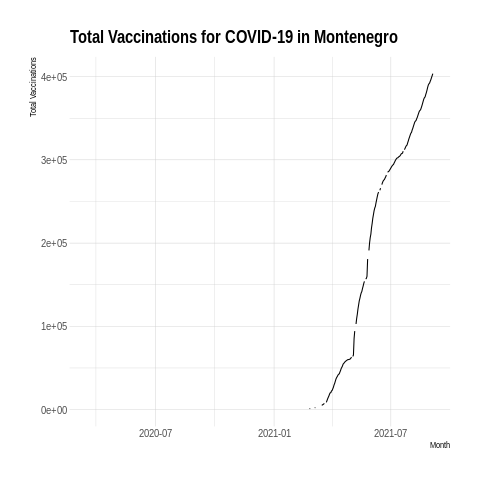 Total Vaccinations for COVID-19 in Montenegro
Total Vaccinations
4e+05
3e+05
2e+05
1e+05
0e+00
2020-07
2021-01
2021-07
Month